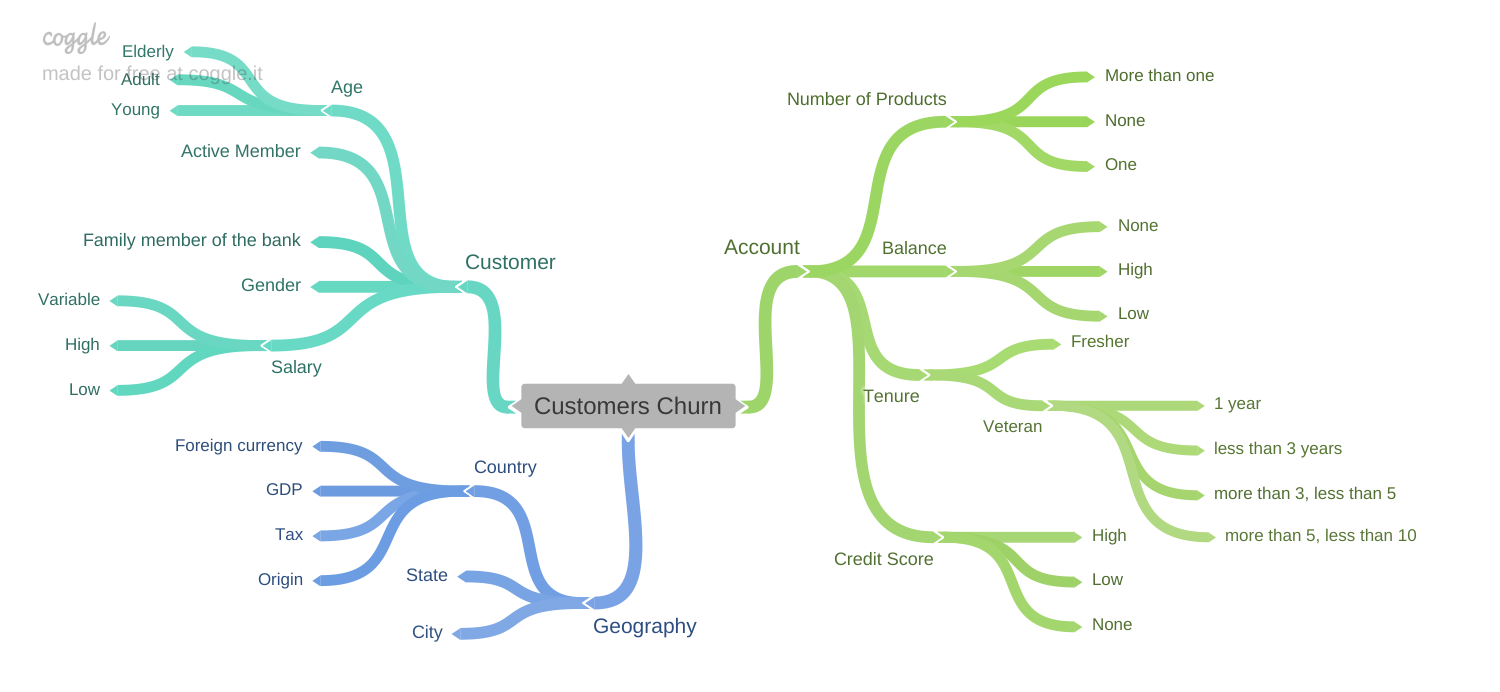 coggle
made for free at coggle.it
Customers Churn
Customer
Age
Elderly
Adult
Young
Active Member
Family member of the bank
Gender
Salary
Variable
High
Low
Geography
Country
Foreign currency
GDP
Tax
Origin
State
City
Account
Number of Products
More than one
None
One
Balance
None
High
Low
Tenure
Fresher
Veteran
1 year
less than 3 years
more than 3, less than 5
more than 5, less than 10
Credit Score
High
Low
None